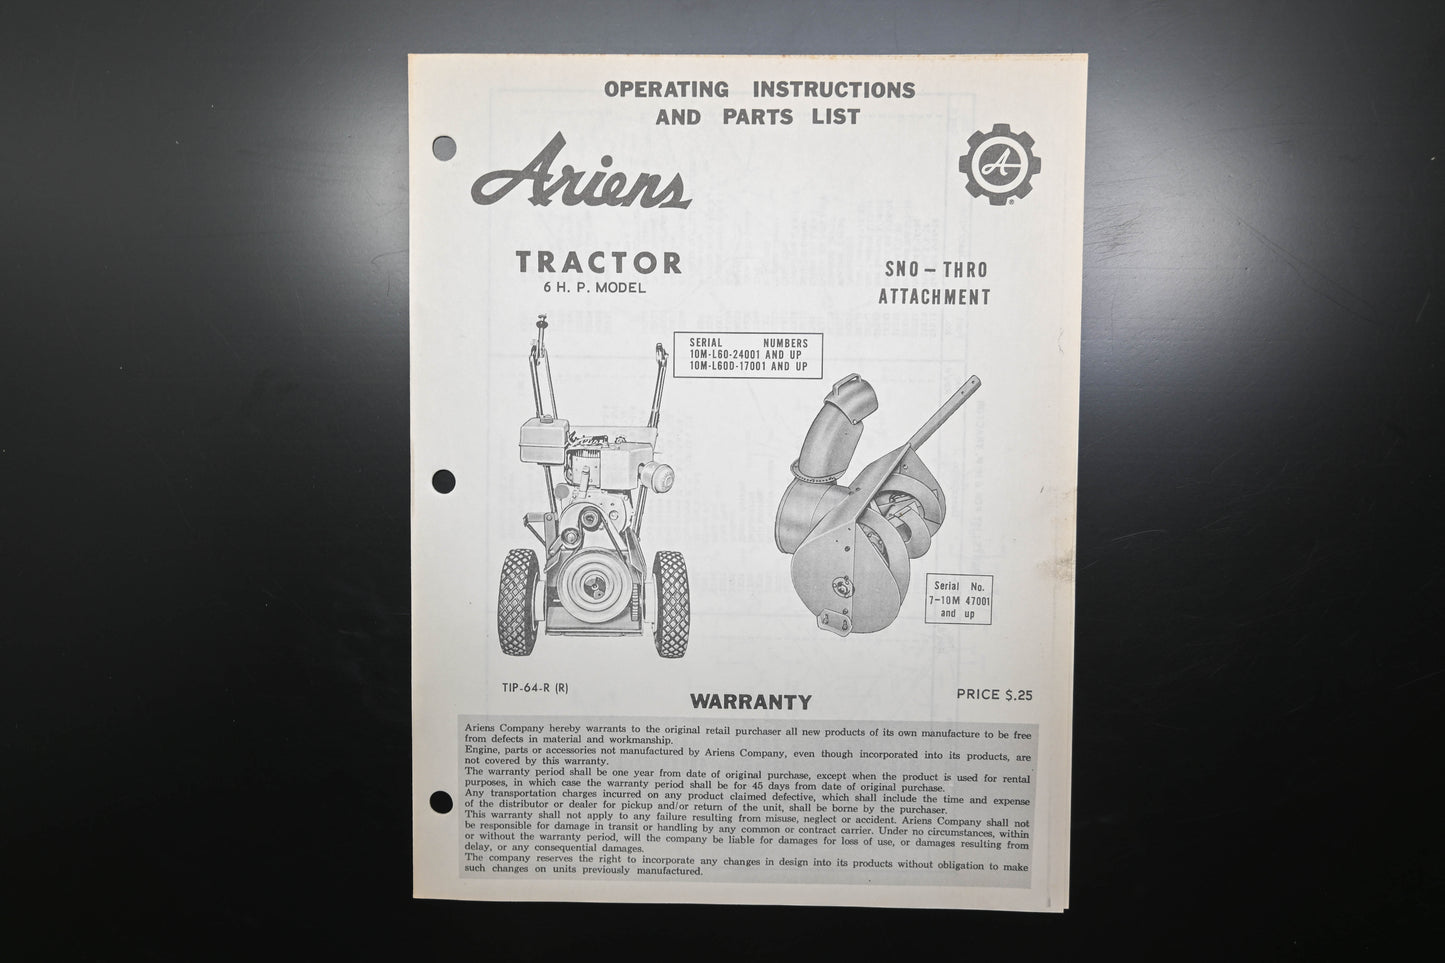 OPERATING INSTRUCTIONS
AND PARTS LIST
Ariens
A
®
TRACTOR
6 H. P. MODEL
SNO - THRO
ATTACHMENT
SERIAL NUMBERS
10M-L60-24001 AND UP
10M-L60D-17001 AND UP
Serial No.
7-10M 47001
and up
TIP-64-R (R)
WARRANTY
PRICE $.25
Ariens Company hereby warrants to the original retail purchaser all new products of its own manufacture to be free
from defects in material and workmanship.
Engine, parts or accessories not manufactured by Ariens Company, even though incorporated into its products, are
not covered by this warranty.
The warranty period shall be one year from date of original purchase, except when the product is used for rental
purposes, in which case the warranty period shall be for 45 days from date of original purchase.
Any transportation charges incurred on any product claimed defective, which shall include the time and expense
of the distributor or dealer for pickup and/or return of the unit, shall be borne by the purchaser.
This warranty shall not apply to any failure resulting from misuse, neglect or accident. Ariens Company shall not
be responsible for damage in transit or handling by any common or contract carrier. Under no circumstances, within
or without the warranty period, will the company be liable for damages for loss of use, or damages resulting from
delay, or any consequential damages.
The company reserves the right to incorporate any changes in design into its products without obligation to make
such changes on units previously manufactured.